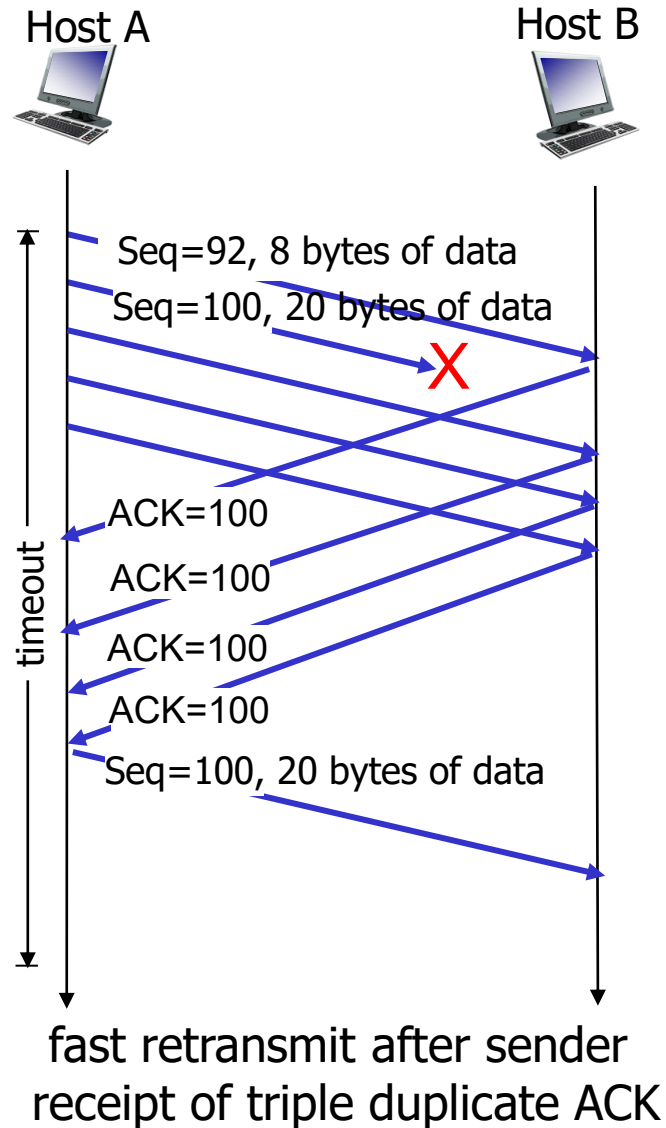 Host A
Host B
Seq=92, 8 bytes of data
Seq=100, 20 bytes of data
X
ACK=100
timeout
ACK=100
ACK=100
ACK=100
Seq=100, 20 bytes of data
fast retransmit after sender
receipt of triple duplicate ACK